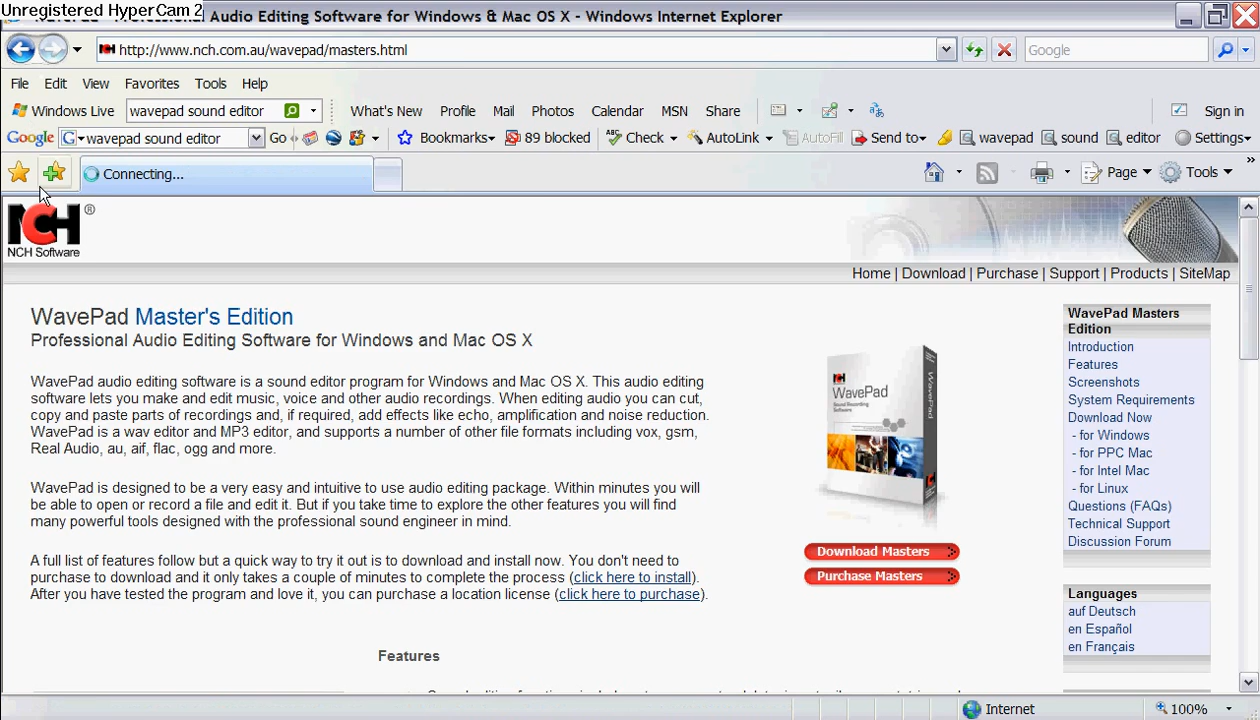 Unregistered HyperCam 2
Professional Audio Editing Software for Windows & Mac OS X - Windows Internet Explorer
http://www.nch.com.au/wavepad/masters.html
Google
File Edit View Favorites Tools Help
Windows Live wavepad sound editor What's New Profile Mail Photos Calendar MSN Share Sign in
Google G wavepad sound editor Go Bookmarks 89 blocked Check AutoLink AutoFill Send to wavepad sound editor Settings
Connecting... Page Tools »
NCH ®
NCH Software
Home | Download | Purchase | Support | Products | SiteMap
WavePad Master's Edition
Professional Audio Editing Software for Windows and Mac OS X
WavePad audio editing software is a sound editor program for Windows and Mac OS X. This audio editing
software lets you make and edit music, voice and other audio recordings. When editing audio you can cut,
copy and paste parts of recordings and, if required, add effects like echo, amplification and noise reduction.
WavePad is a wav editor and MP3 editor, and supports a number of other file formats including vox, gsm,
Real Audio, au, aif, flac, ogg and more.
WavePad is designed to be a very easy and intuitive to use audio editing package. Within minutes you will
be able to open or record a file and edit it. But if you take time to explore the other features you will find
many powerful tools designed with the professional sound engineer in mind.
A full list of features follow but a quick way to try it out is to download and install now. You don't need to
purchase to download and it only takes a couple of minutes to complete the process (click here to install).
After you have tested the program and love it, you can purchase a location license (click here to purchase).
Features
NCH
WavePad
Sound Recording
Software
WavePad
Download Masters
Purchase Masters
WavePad Masters
Edition
Introduction
Features
Screenshots
System Requirements
Download Now
- for Windows
- for PPC Mac
- for Intel Mac
- for Linux
Questions (FAQs)
Technical Support
Discussion Forum
Languages
auf Deutsch
en Español
en Français
Internet
100%